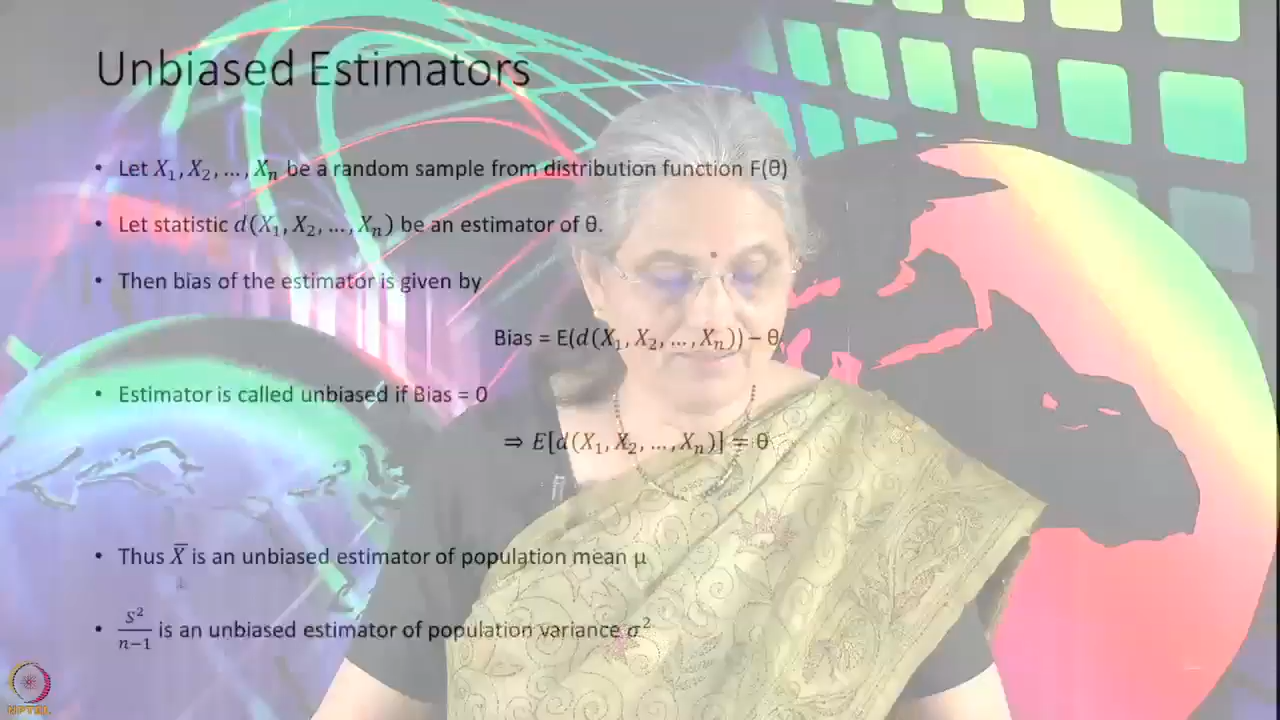 Unbiased Estimators
• Let X₁, X₂, …, Xₙ be a random sample from distribution function F(θ)
• Let statistic d(X₁, X₂, …, Xₙ) be an estimator of θ.
• Then bias of the estimator is given by
Bias = E(d(X₁, X₂, …, Xₙ)) − θ
• Estimator is called unbiased if Bias = 0
⇒ E[d(X₁, X₂, …, Xₙ)] = θ
• Thus X̅ is an unbiased estimator of population mean μ
• S²/(n−1) is an unbiased estimator of population variance σ²
NPTEL